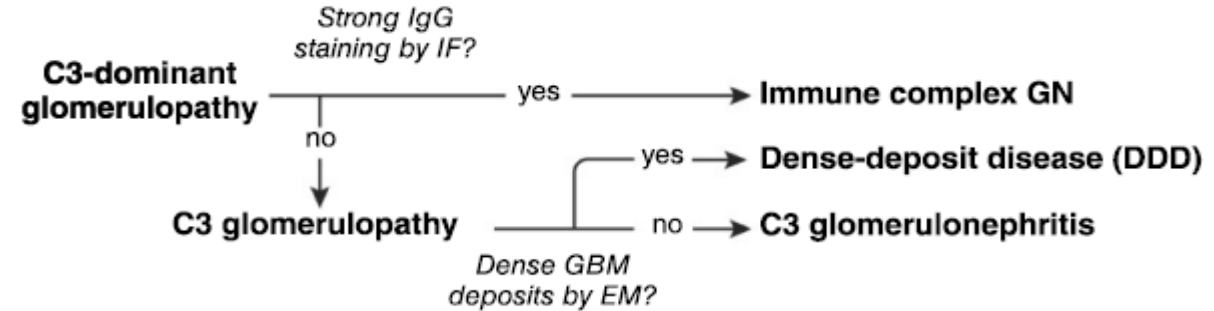 Strong IgG
staining by IF?
C3-dominant
glomerulopathy
yes
Immune complex GN
no
yes
Dense-deposit disease (DDD)
C3 glomerulopathy
no
C3 glomerulonephritis
Dense GBM
deposits by EM?